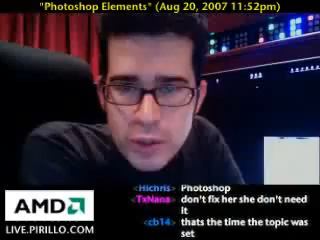 "Photoshop Elements" (Aug 20, 2007 11:52pm)
<Hichris> Photoshop
<TxNana> don't fix her she don't need
it
<cb14> thats the time the topic was
set
AMD
LIVE.PIRILLO.COM